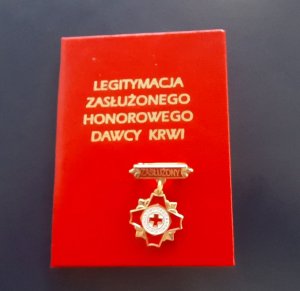 LEGITYMACJA
ZASŁUŻONEGO
HONOROWEGO
DAWCY KRWI
ZASŁUŻONY